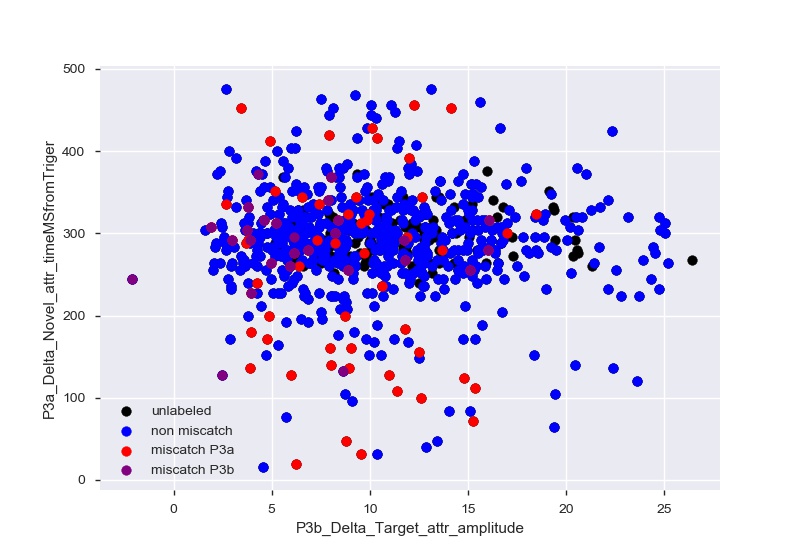 500
400
300
200
100
0
P3a_Delta_Novel_attr_timeMSfromTriger
unlabeled
non miscatch
miscatch P3a
miscatch P3b
0 5 10 15 20 25
P3b_Delta_Target_attr_amplitude